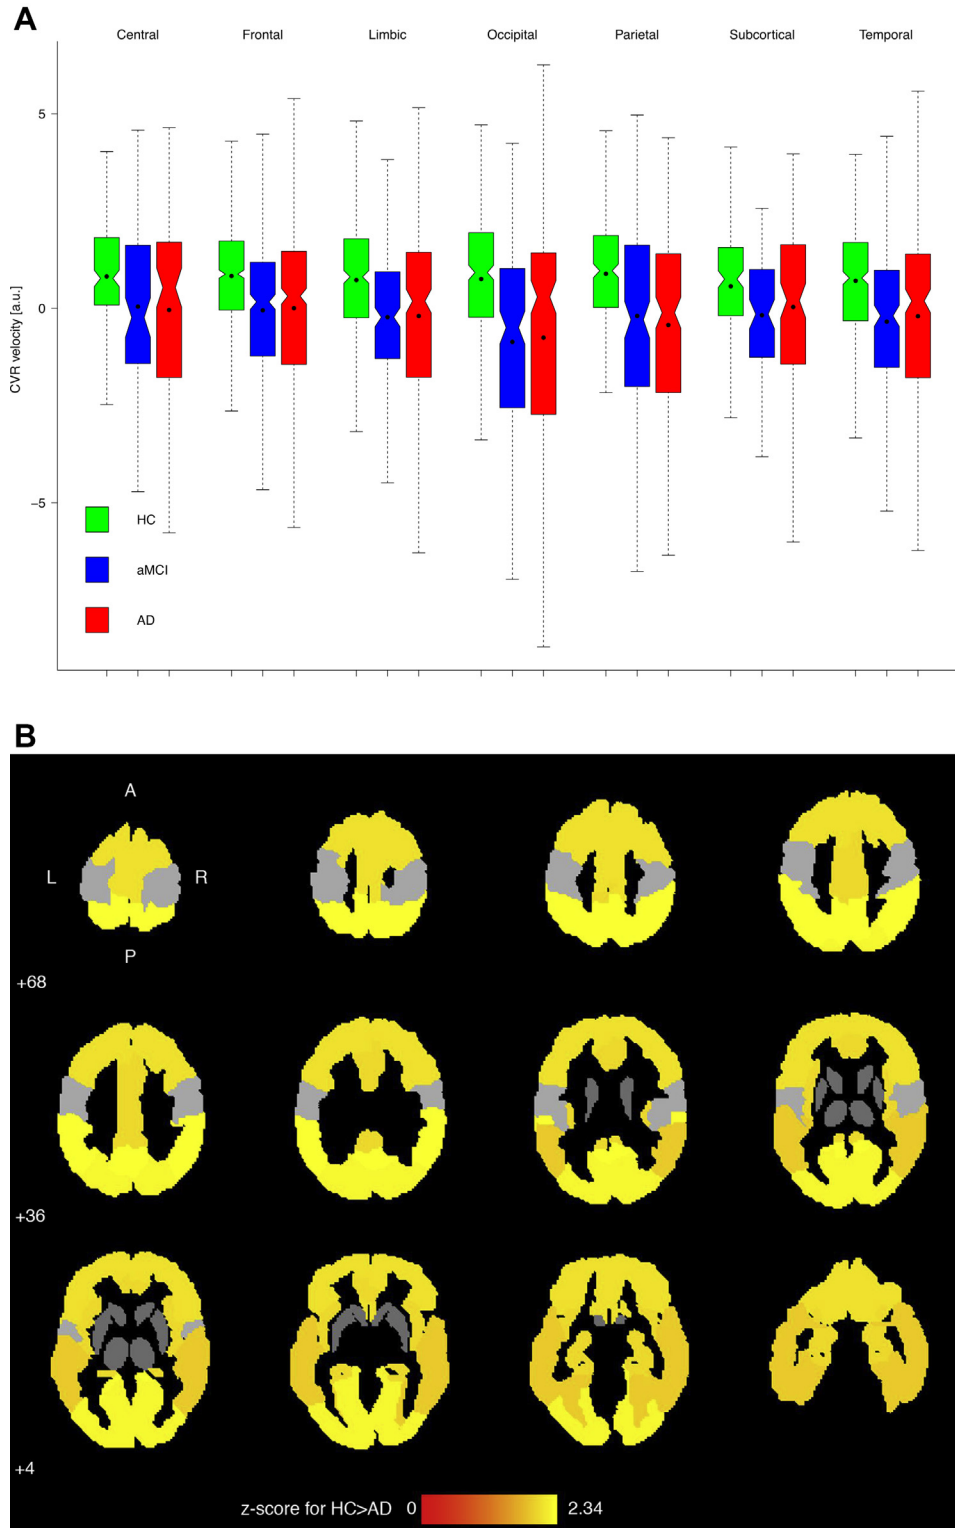 A
Central Frontal Limbic Occipital Parietal Subcortical Temporal
5
0
−5
CVR velocity [a.u.]
HC
aMCI
AD
B
A
L R
P
+68
+36
+4
z-score for HC>AD 0 2.34